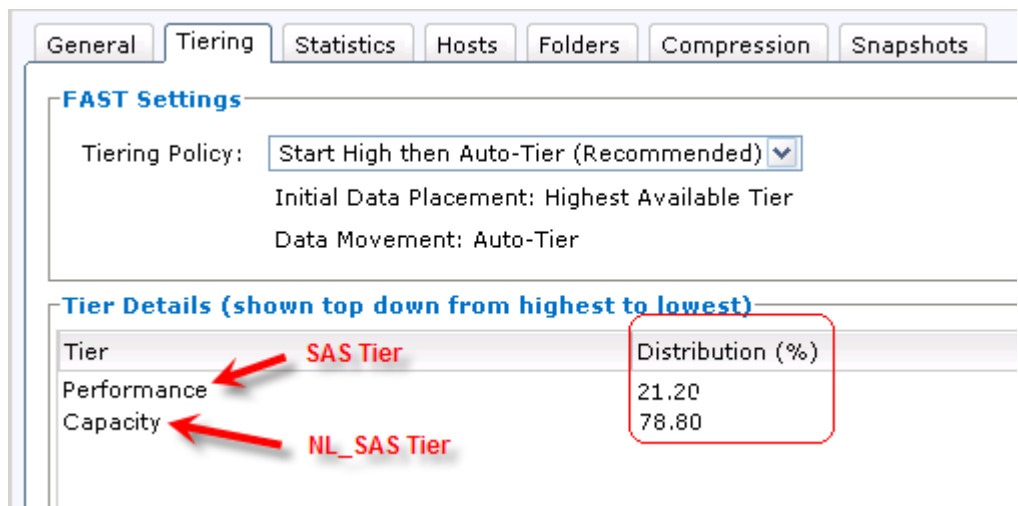 General Tiering Statistics Hosts Folders Compression Snapshots
FAST Settings
Tiering Policy: Start High then Auto-Tier (Recommended)
Initial Data Placement: Highest Available Tier
Data Movement: Auto-Tier
Tier Details (shown top down from highest to lowest)
Tier SAS Tier Distribution (%)
Performance 21.20
Capacity 78.80
NL_SAS Tier